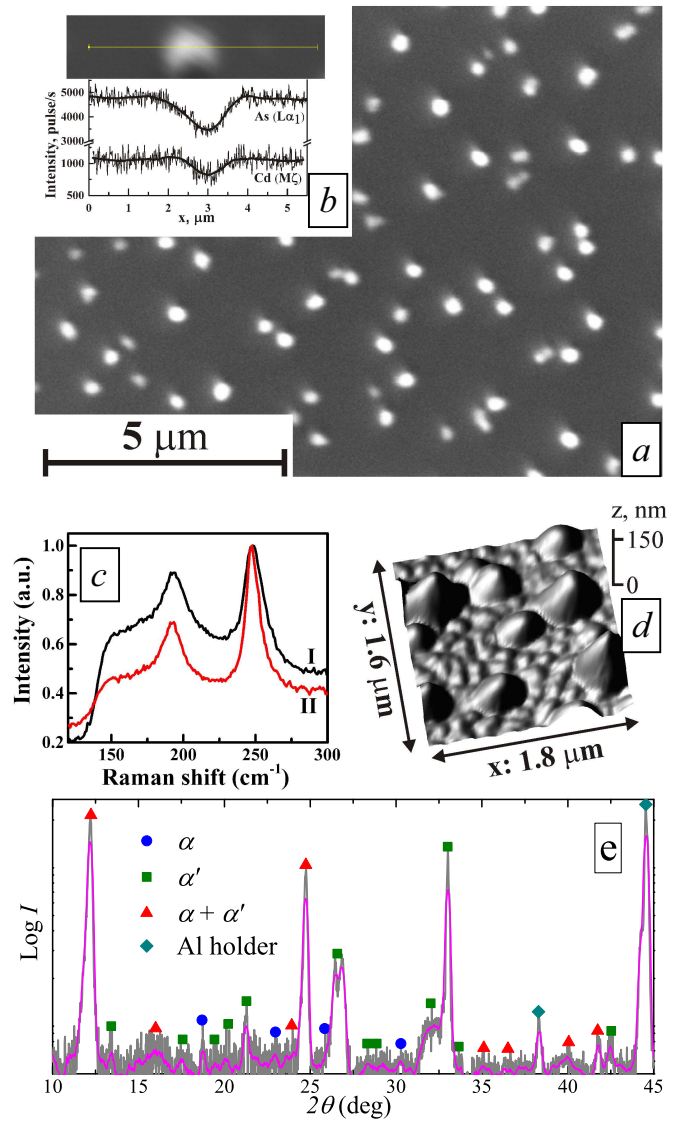 5000
4000
3000
1000
500
Intensity, pulse/s
As (Lα1)
Cd (Mζ)
0 1 2 3 4 5
x, μm
b
5 μm
a
1.0
0.8
0.6
0.4
0.2
Intensity (a.u.)
c
I
II
150 200 250 300
Raman shift (cm-1)
z, nm
150
0
d
y: 1.6 μm
x: 1.8 μm
e
α
α′
α + α′
Al holder
Log I
10 15 20 25 30 35 40 45
2θ (deg)